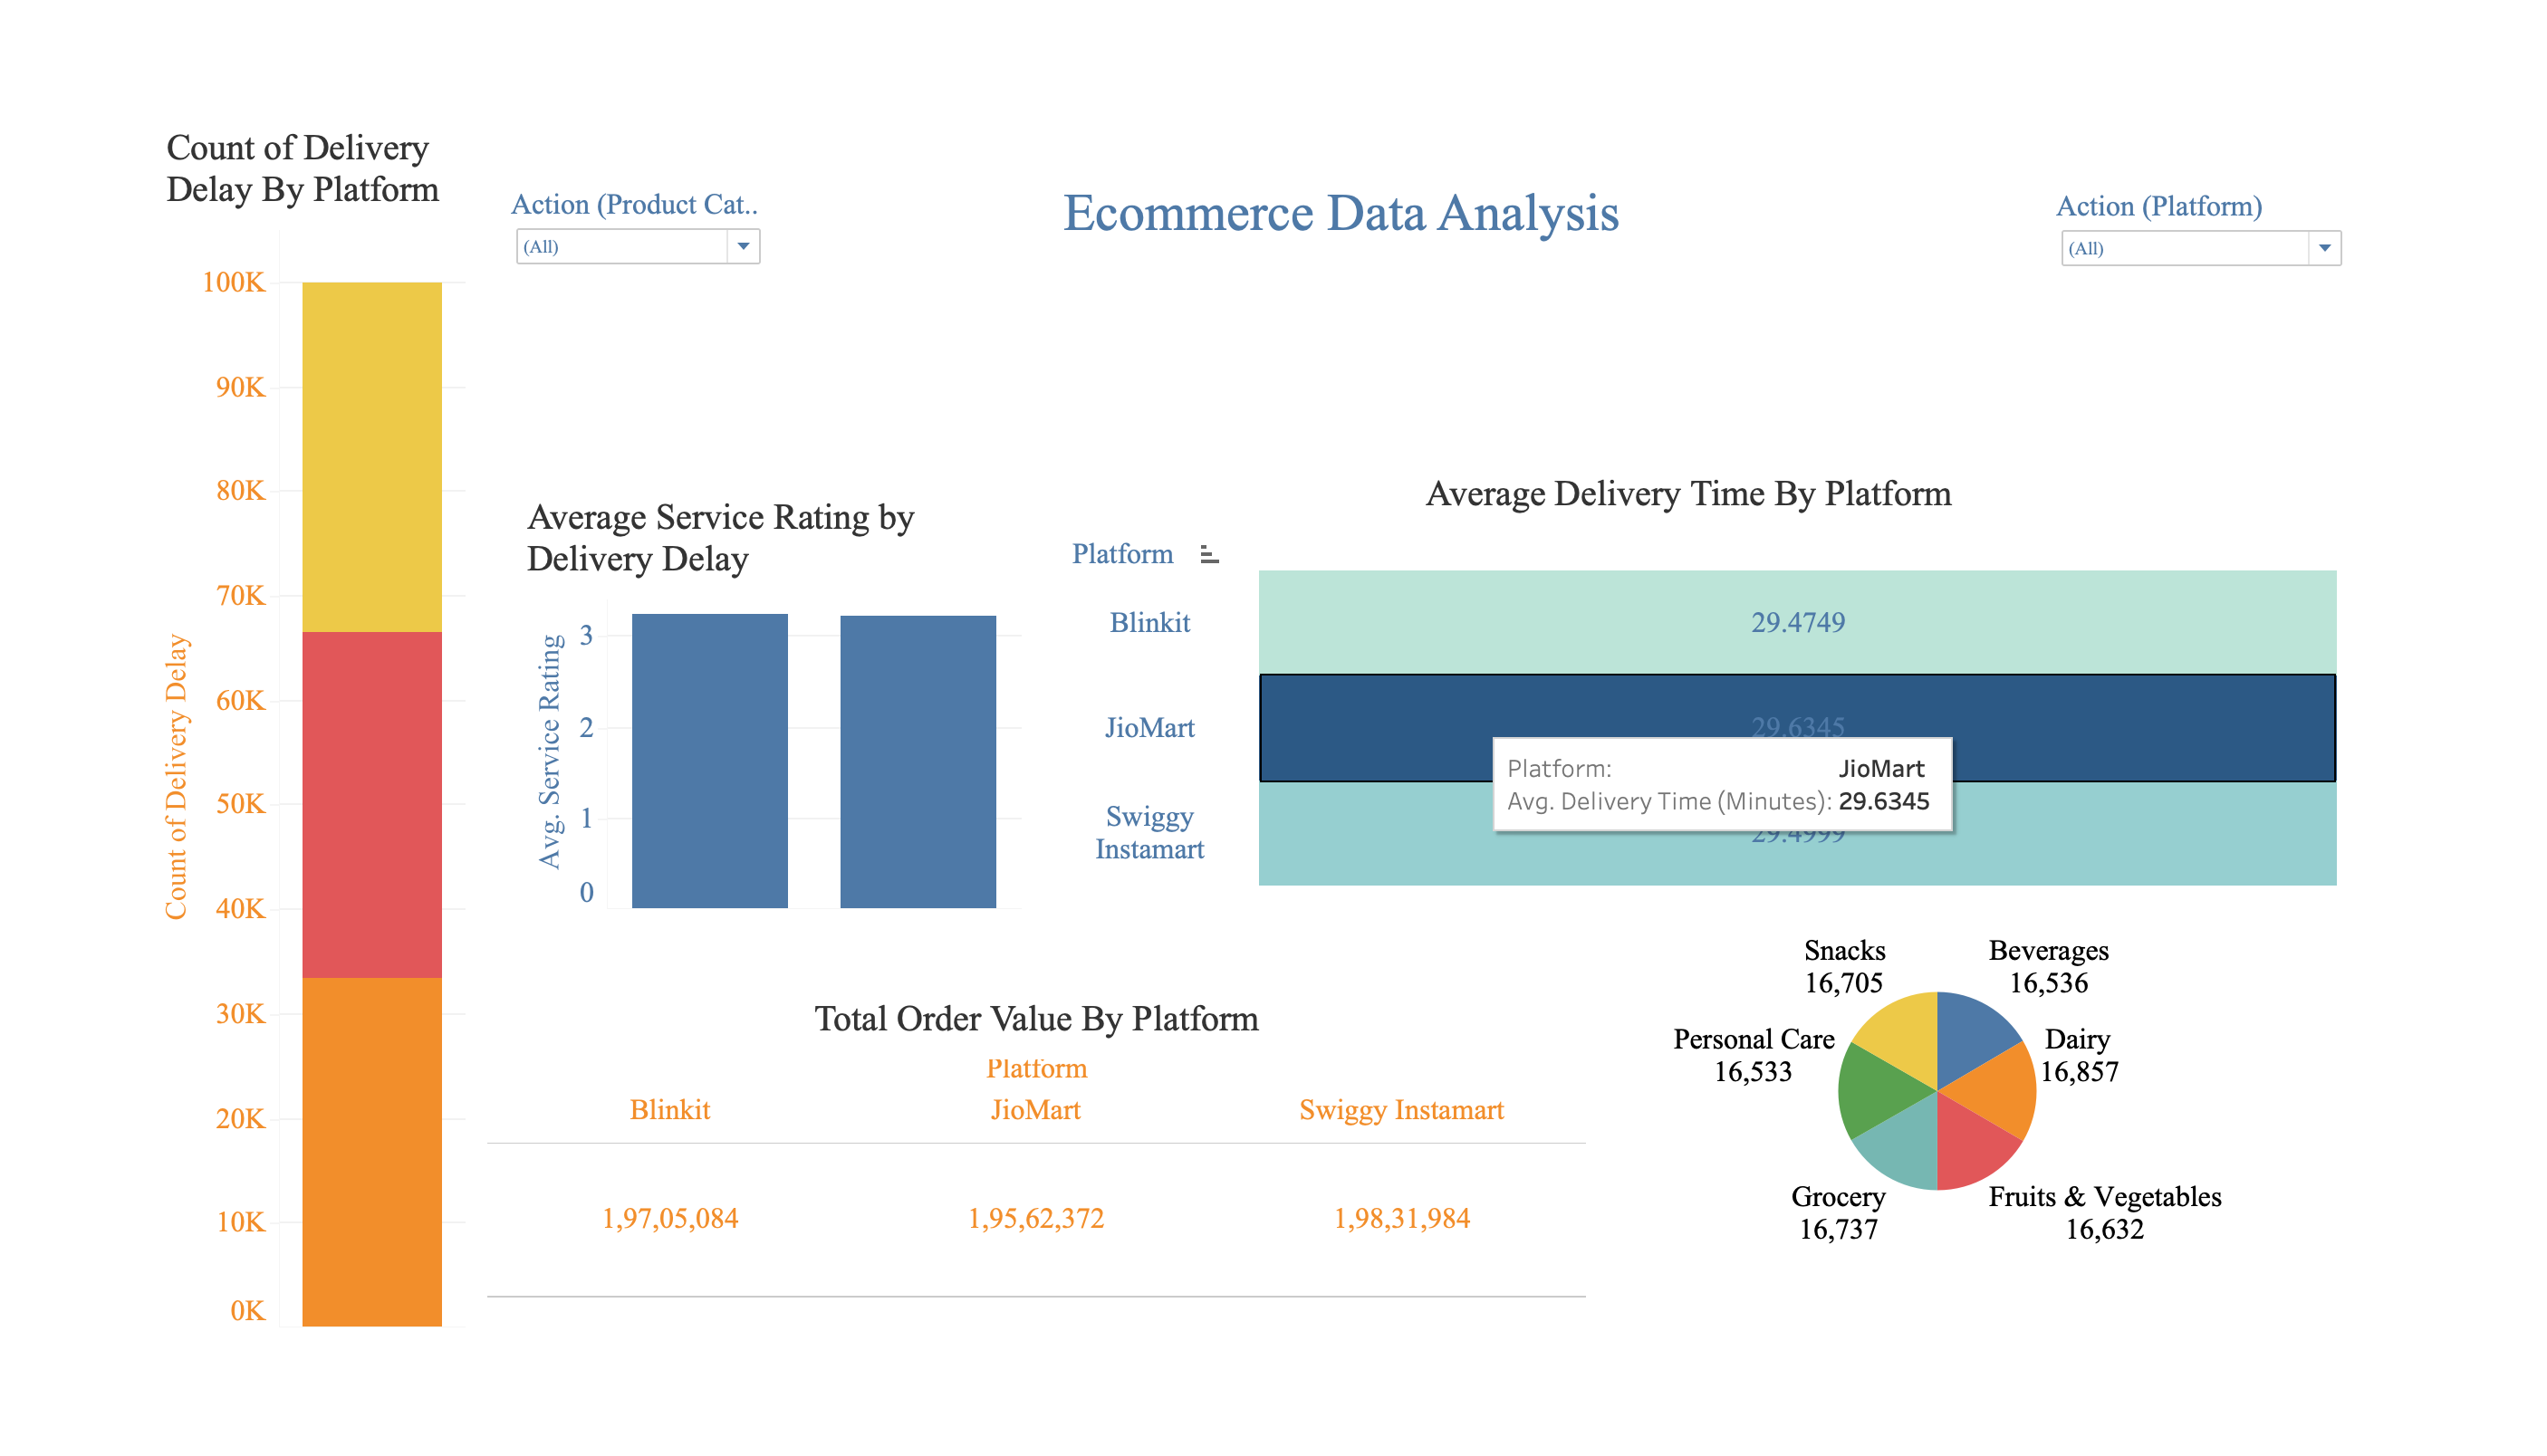 Count of Delivery
Delay By Platform
Action (Product Cat..
(All)
Ecommerce Data Analysis
Action (Platform)
(All)
100K
90K
80K
70K
60K
50K
40K
30K
20K
10K
0K
Count of Delivery Delay
Average Service Rating by
Delivery Delay
Avg. Service Rating
3
2
1
0
Average Delivery Time By Platform
Platform
Blinkit
29.4749
JioMart
29.6345
Swiggy
Instamart
29.4999
Platform: JioMart
Avg. Delivery Time (Minutes): 29.6345
Total Order Value By Platform
Platform
Blinkit JioMart Swiggy Instamart
1,97,05,084 1,95,62,372 1,98,31,984
Snacks
16,705
Beverages
16,536
Personal Care
16,533
Dairy
16,857
Grocery
16,737
Fruits & Vegetables
16,632